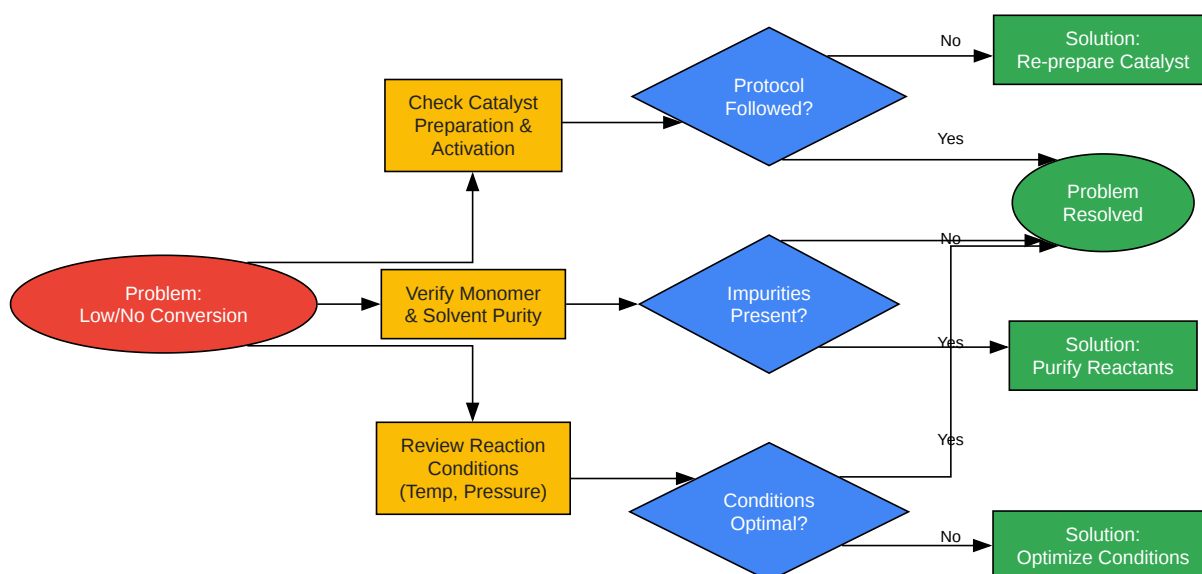 No
Solution:
Re-prepare Catalyst
Protocol
Followed?
Check Catalyst
Preparation &
Activation
Yes
Problem
Resolved
No
Problem:
Low/No Conversion
Verify Monomer
& Solvent Purity
Impurities
Present?
Yes
Solution:
Purify Reactants
Review Reaction
Conditions
(Temp, Pressure)
Yes
Conditions
Optimal?
No
Solution:
Optimize Conditions